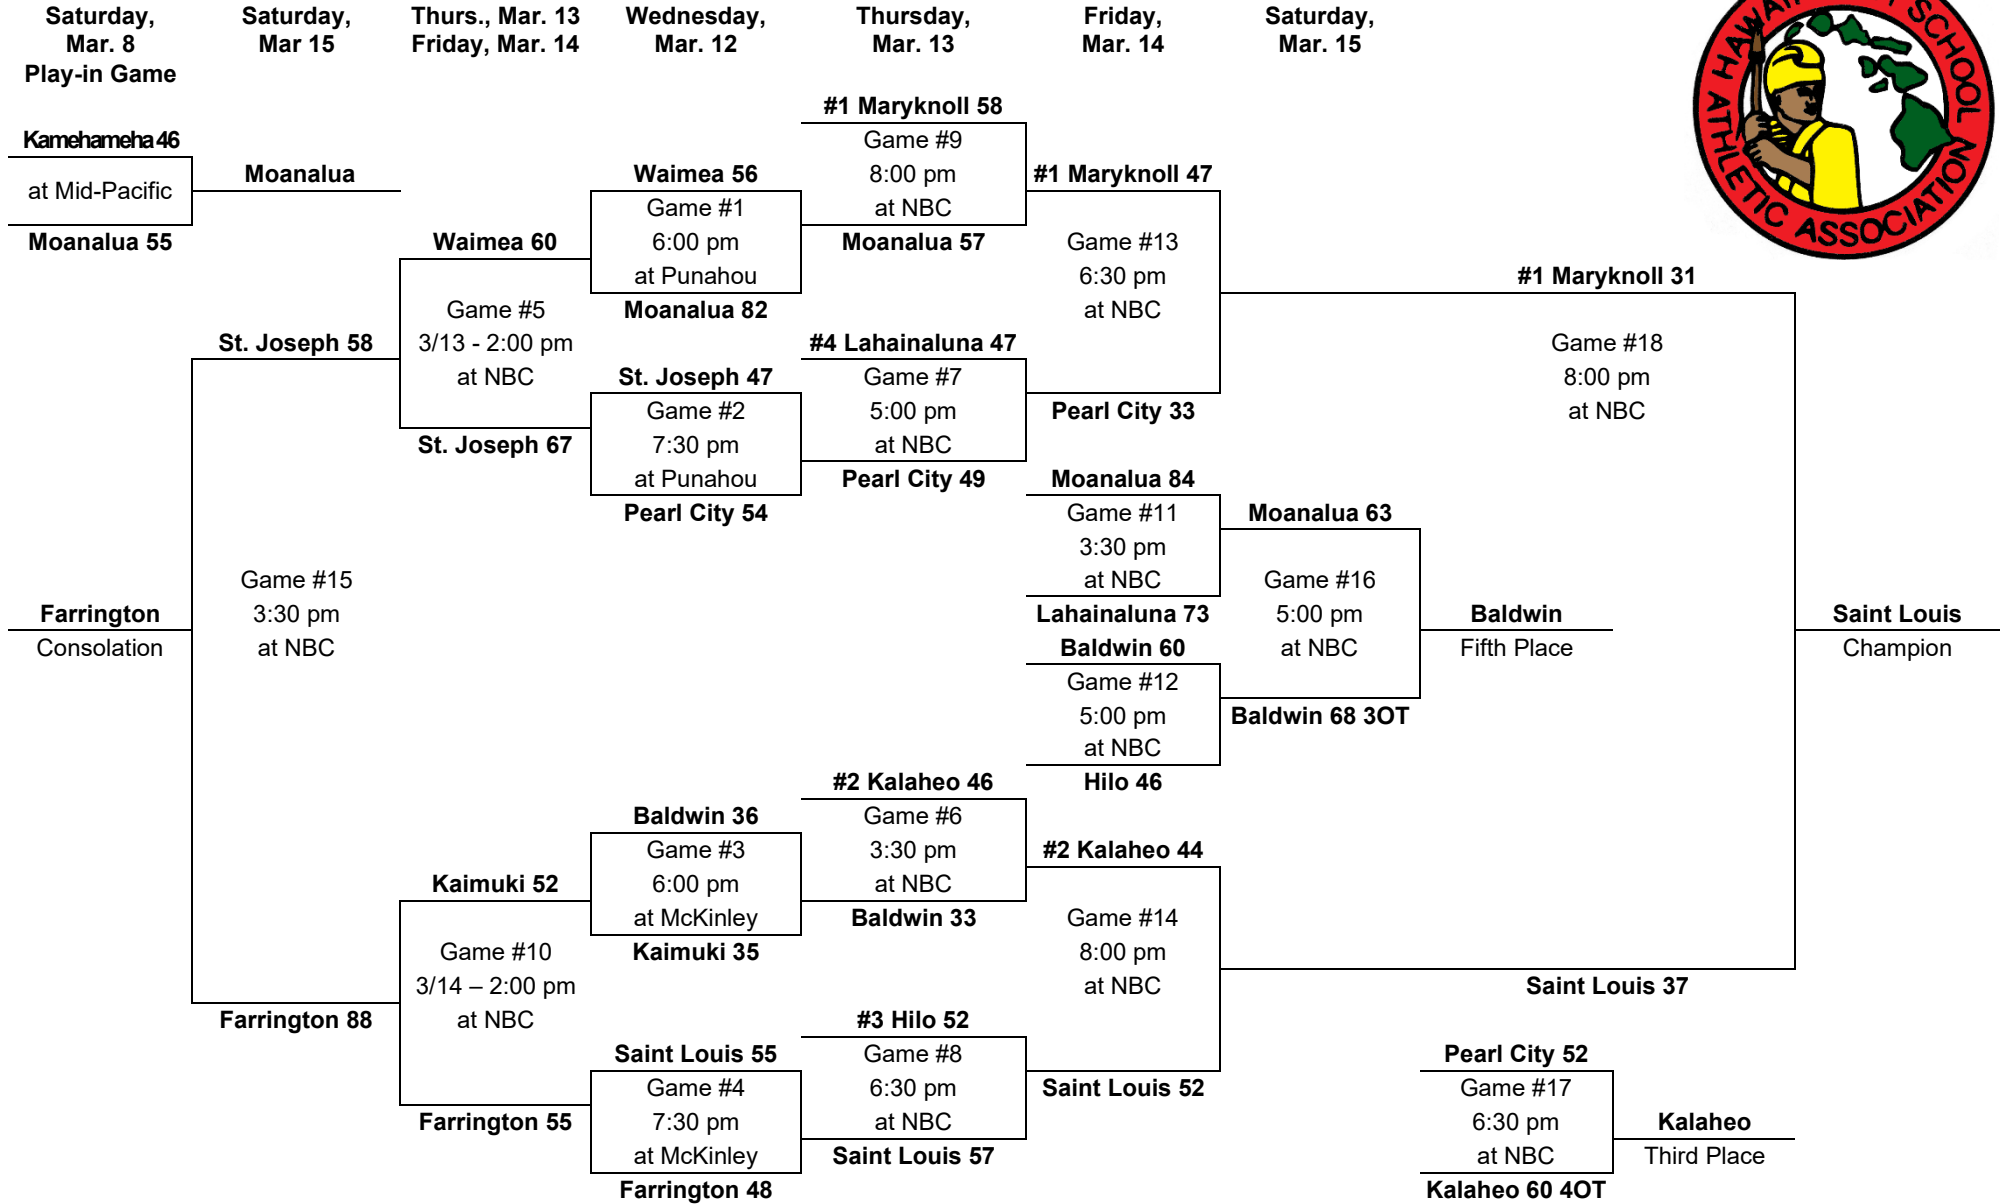 Saturday,
Mar. 8
Play-in Game
Saturday,
Mar 15
Thurs., Mar. 13
Friday, Mar. 14
Wednesday,
Mar. 12
Thursday,
Mar. 13
Friday,
Mar. 14
Saturday,
Mar. 15
Kamehameha 46
at Mid-Pacific
Moanalua 55
Moanalua
St. Joseph 58
Game #15
3:30 pm
at NBC
Farrington 88
Farrington
Consolation
Waimea 60
Game #5
3/13 - 2:00 pm
at NBC
St. Joseph 67
Kaimuki 52
Game #10
3/14 – 2:00 pm
at NBC
Farrington 55
Waimea 56
Game #1
6:00 pm
at Punahou
Moanalua 82
St. Joseph 47
Game #2
7:30 pm
at Punahou
Pearl City 54
Baldwin 36
Game #3
6:00 pm
at McKinley
Kaimuki 35
Saint Louis 55
Game #4
7:30 pm
at McKinley
Farrington 48
#1 Maryknoll 58
Game #9
8:00 pm
at NBC
Moanalua 57
#4 Lahainaluna 47
Game #7
5:00 pm
at NBC
Pearl City 49
#2 Kalaheo 46
Game #6
3:30 pm
at NBC
Baldwin 33
#3 Hilo 52
Game #8
6:30 pm
at NBC
Saint Louis 57
#1 Maryknoll 47
Game #13
6:30 pm
at NBC
Pearl City 33
Moanalua 84
Game #11
3:30 pm
at NBC
Lahainaluna 73
Baldwin 60
Game #12
5:00 pm
at NBC
Hilo 46
#2 Kalaheo 44
Game #14
8:00 pm
at NBC
Saint Louis 52
Moanalua 63
Game #16
5:00 pm
at NBC
Baldwin 68 3OT
Baldwin
Fifth Place
#1 Maryknoll 31
Game #18
8:00 pm
at NBC
Saint Louis 37
Saint Louis
Champion
Pearl City 52
Game #17
6:30 pm
at NBC
Kalaheo 60 4OT
Kalaheo
Third Place
SCHOOL
ATHLETIC ASSOCIATION